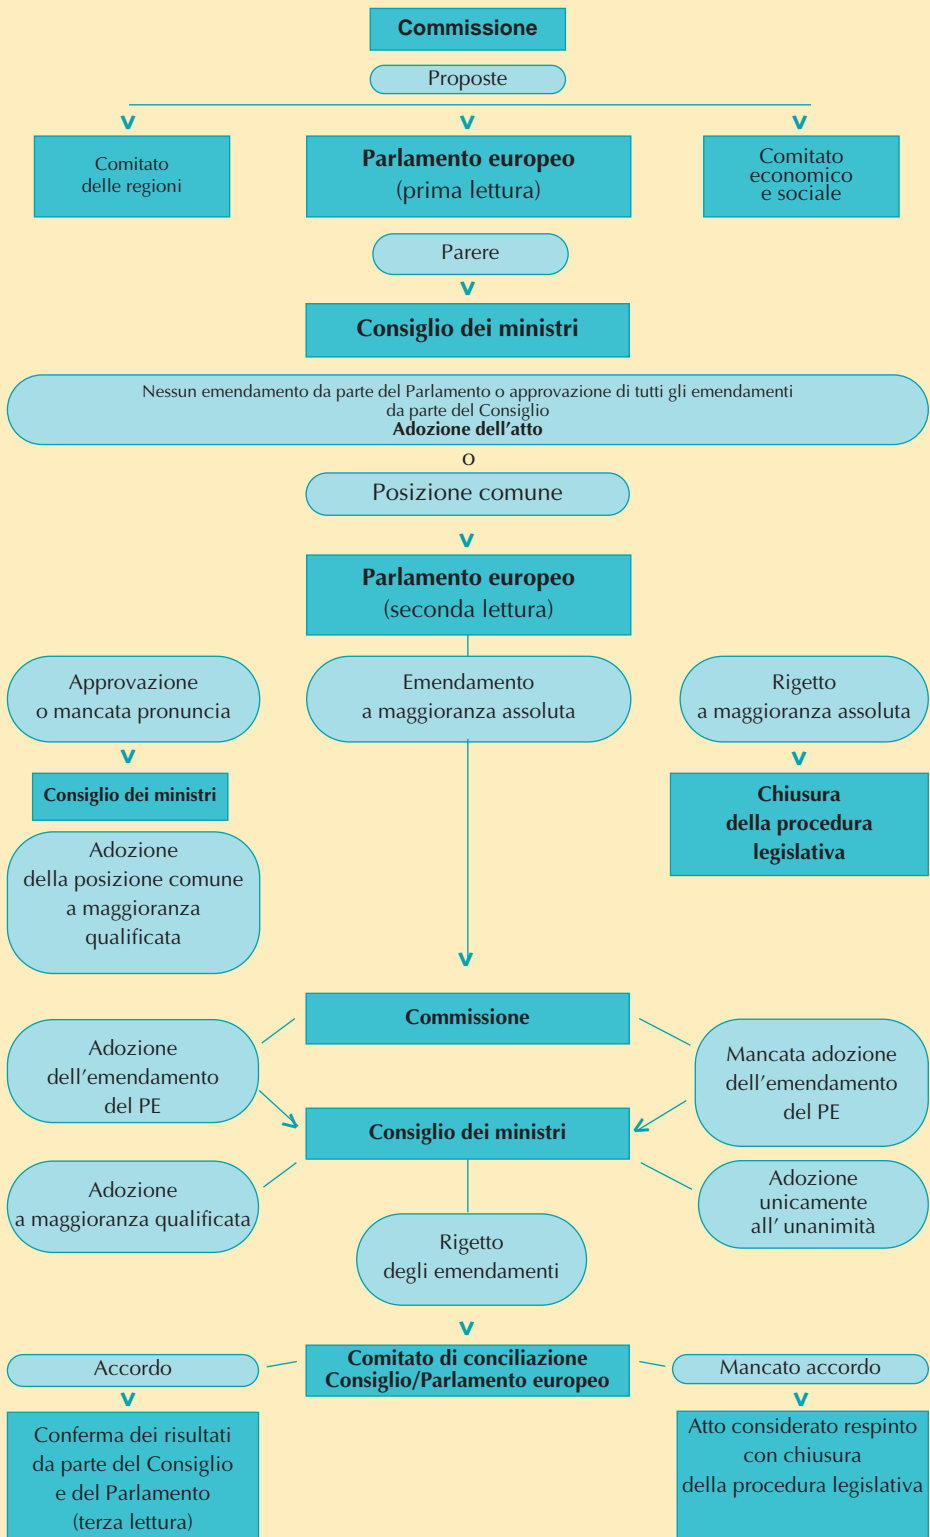 Commissione
Proposte
Comitato
delle regioni
Parlamento europeo
(prima lettura)
Comitato
economico
e sociale
Parere
Consiglio dei ministri
Nessun emendamento da parte del Parlamento o approvazione di tutti gli emendamenti
da parte del Consiglio
Adozione dell'atto
o
Posizione comune
Parlamento europeo
(seconda lettura)
Approvazione
o mancata pronuncia
Emendamento
a maggioranza assoluta
Rigetto
a maggioranza assoluta
Consiglio dei ministri
Chiusura
della procedura
legislativa
Adozione
della posizione comune
a maggioranza
qualificata
Commissione
Adozione
dell'emendamento
del PE
Mancata adozione
dell'emendamento
del PE
Consiglio dei ministri
Adozione
a maggioranza qualificata
Adozione
unicamente
all' unanimità
Rigetto
degli emendamenti
Accordo
Comitato di conciliazione
Consiglio/Parlamento europeo
Mancato accordo
Conferma dei risultati
da parte del Consiglio
e del Parlamento
(terza lettura)
Atto considerato respinto
con chiusura
della procedura legislativa